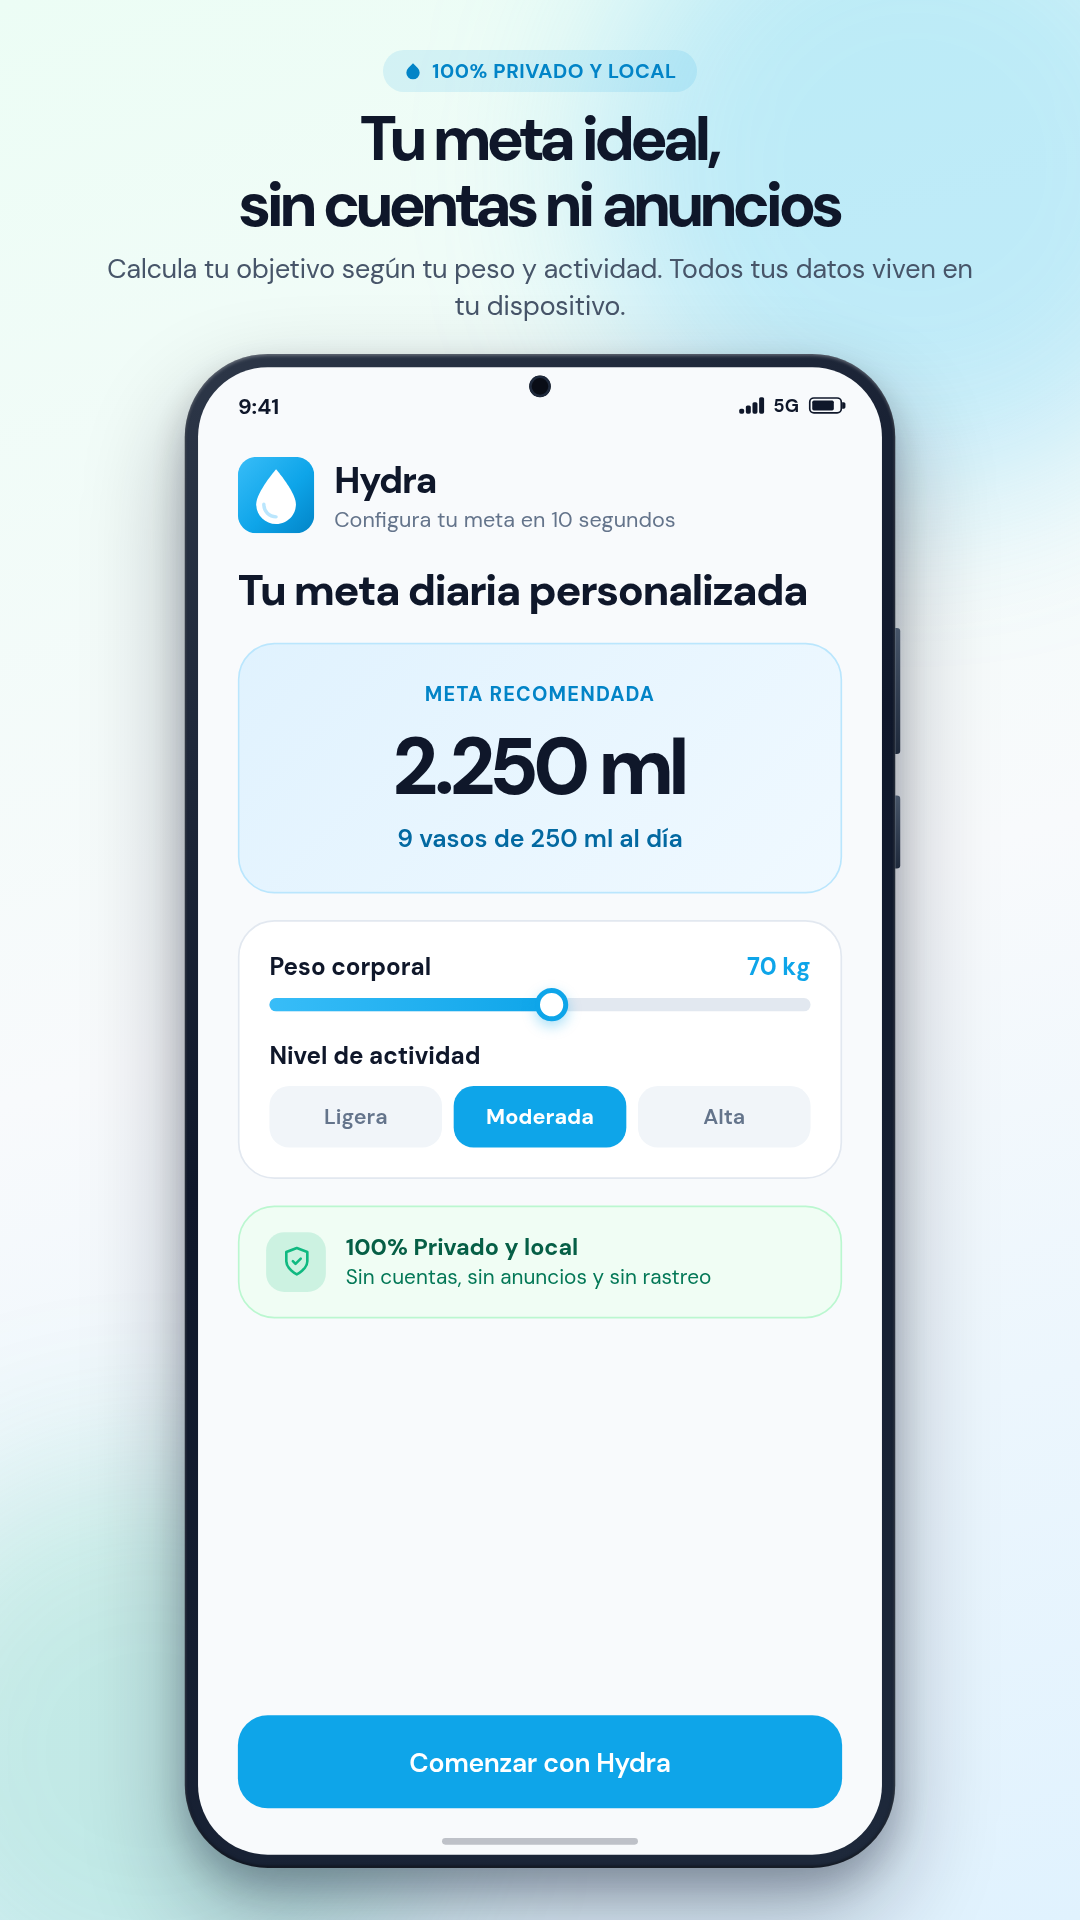 100% PRIVADO Y LOCAL
Tu meta ideal,
sin cuentas ni anuncios
Calcula tu objetivo según tu peso y actividad. Todos tus datos viven en
tu dispositivo.
9:41
5G
Hydra
Configura tu meta en 10 segundos
Tu meta diaria personalizada
META RECOMENDADA
2.250 ml
9 vasos de 250 ml al día
Peso corporal
70 kg
Nivel de actividad
Ligera
Moderada
Alta
100% Privado y local
Sin cuentas, sin anuncios y sin rastreo
Comenzar con Hydra